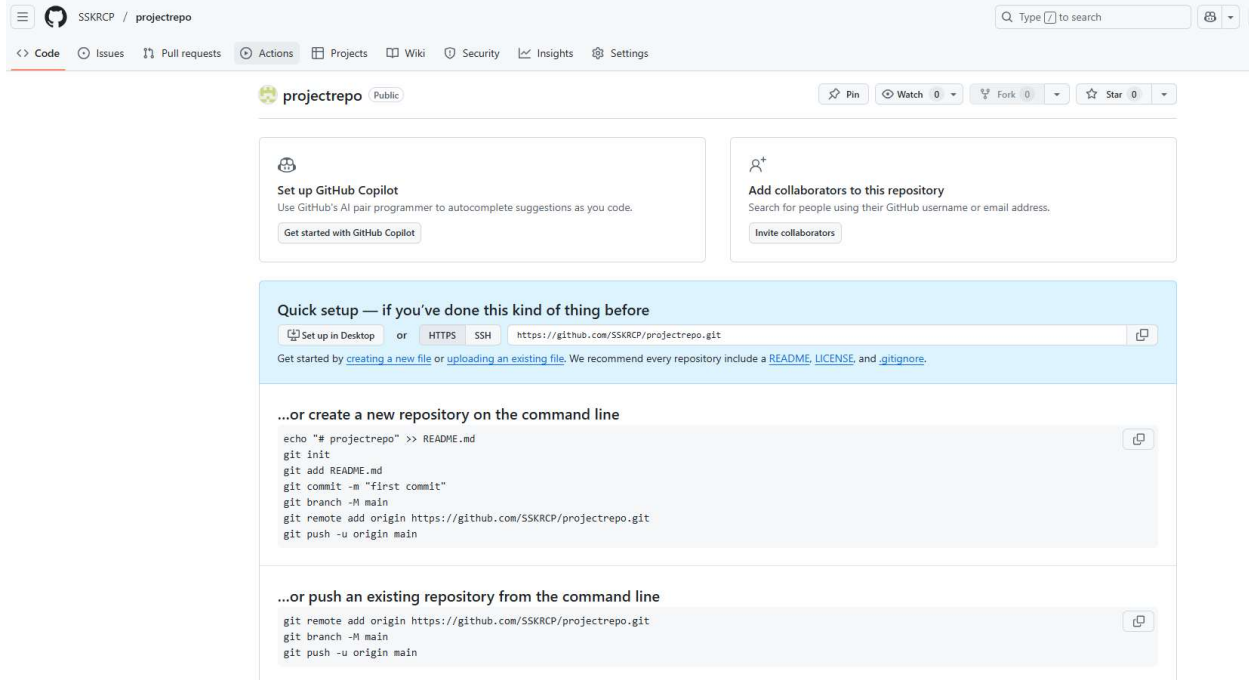 SSKRCP / projectrepo
Type / to search
<> Code Issues Pull requests Actions Projects Wiki Security Insights Settings
projectrepo Public
Pin Watch 0 Fork 0 Star 0
Set up GitHub Copilot
Use GitHub's AI pair programmer to autocomplete suggestions as you code.
Get started with GitHub Copilot
Add collaborators to this repository
Search for people using their GitHub username or email address.
Invite collaborators
Quick setup — if you've done this kind of thing before
Set up in Desktop or HTTPS SSH https://github.com/SSKRCP/projectrepo.git
Get started by creating a new file or uploading an existing file. We recommend every repository include a README, LICENSE, and .gitignore.
...or create a new repository on the command line
echo "# projectrepo" >> README.md
git init
git add README.md
git commit -m "first commit"
git branch -M main
git remote add origin https://github.com/SSKRCP/projectrepo.git
git push -u origin main
...or push an existing repository from the command line
git remote add origin https://github.com/SSKRCP/projectrepo.git
git branch -M main
git push -u origin main